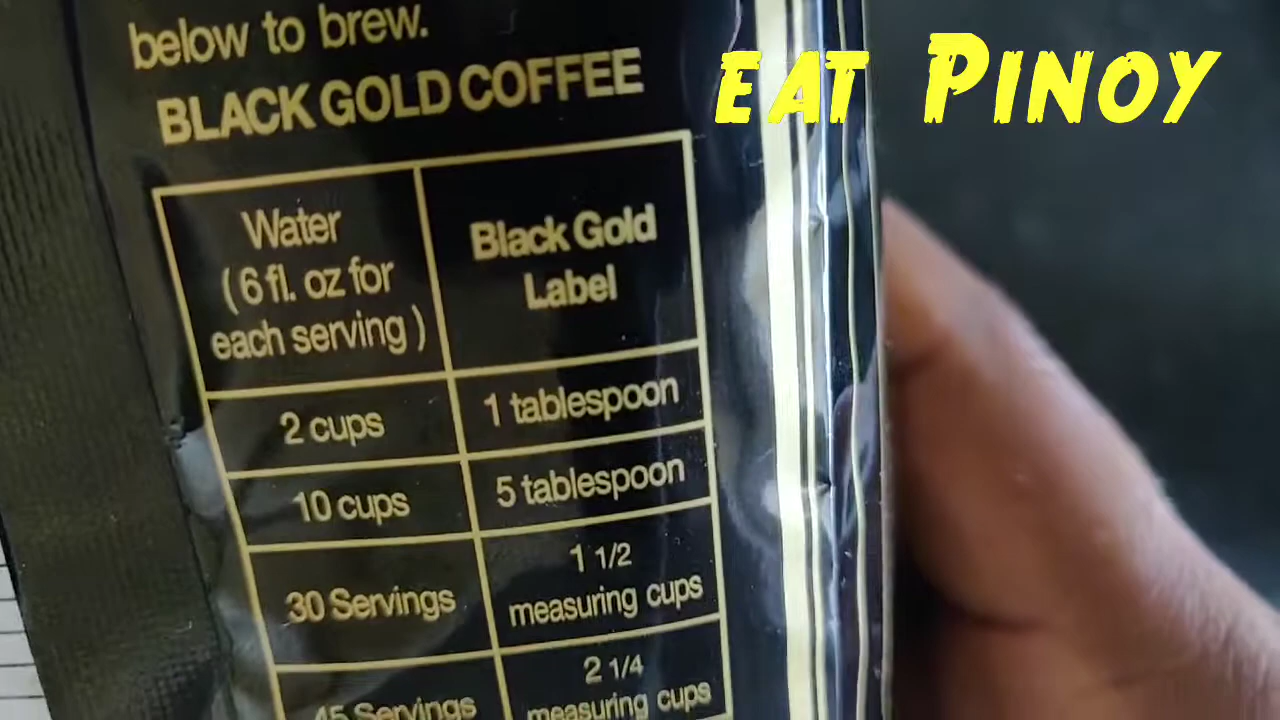 below to brew.
EAT PINOY
BLACK GOLD COFFEE
Water
(6 fl. oz for
each serving)
Black Gold
Label
2 cups
1 tablespoon
10 cups
5 tablespoon
30 Servings
1 1/2
measuring cups
45 Servings
2 1/4
measuring cups